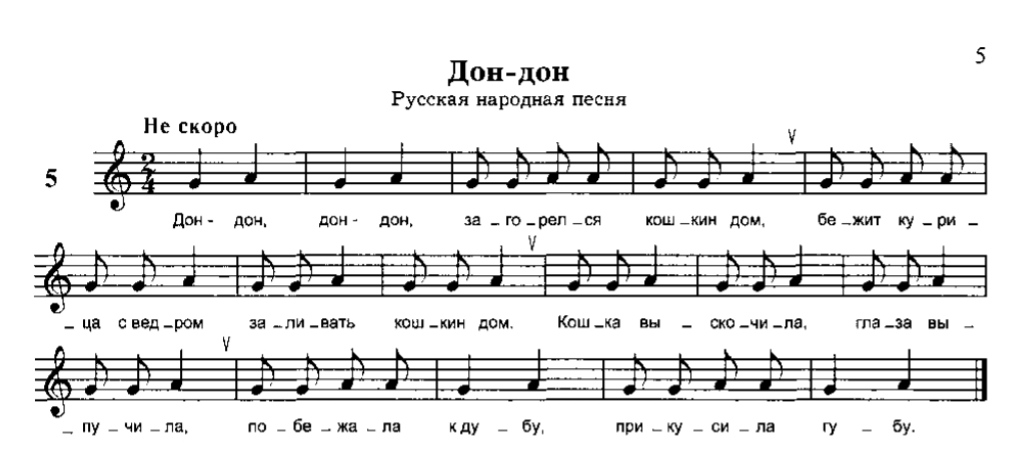 5
Дон-дон
Русская народная песня
Не скоро
5
Дон - дон, дон - дон, за – го – рел – ся кош – кин дом, бе – жит ку – ри –
– ца с вед – ром за – ли – вать кош – кин дом. Кош – ка вы – ско – чи – ла, гла – за вы –
– пу – чи – ла, по – бе – жа – ла к ду – бу, при – ку – си – ла гу – бу.